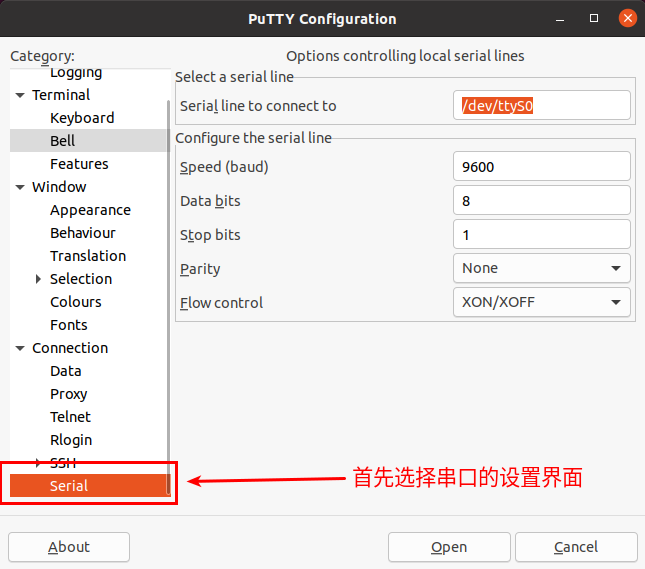 PuTTY Configuration
Category:
Options controlling local serial lines
Logging
Terminal
Keyboard
Bell
Features
Window
Appearance
Behaviour
Translation
Selection
Colours
Fonts
Connection
Data
Proxy
Telnet
Rlogin
SSH
Serial
Select a serial line
Serial line to connect to /dev/ttyS0
Configure the serial line
Speed (baud) 9600
Data bits 8
Stop bits 1
Parity None
Flow control XON/XOFF
首先选择串口的设置界面
About Open Cancel